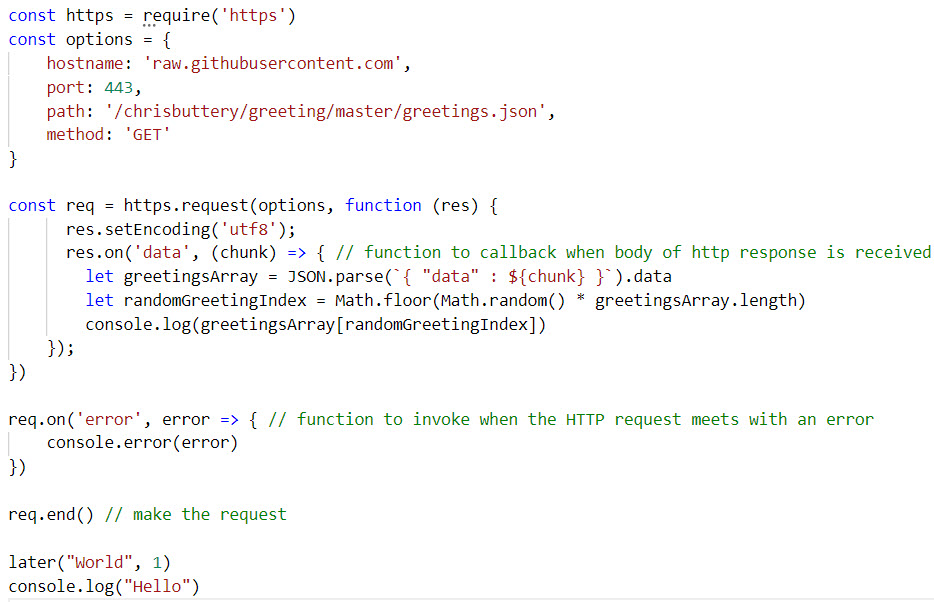 const https = require('https')
const options = {
    hostname: 'raw.githubusercontent.com',
    port: 443,
    path: '/chrisbuttery/greeting/master/greetings.json',
    method: 'GET'
}

const req = https.request(options, function (res) {
      res.setEncoding('utf8');
      res.on('data', (chunk) => { // function to callback when body of http response is received
        let greetingsArray = JSON.parse(`{ "data" : ${chunk} }`).data
        let randomGreetingIndex = Math.floor(Math.random() * greetingsArray.length)
        console.log(greetingsArray[randomGreetingIndex])
    });
})

req.on('error', error => { // function to invoke when the HTTP request meets with an error
    console.error(error)
})

req.end() // make the request

later("World", 1)
console.log("Hello")